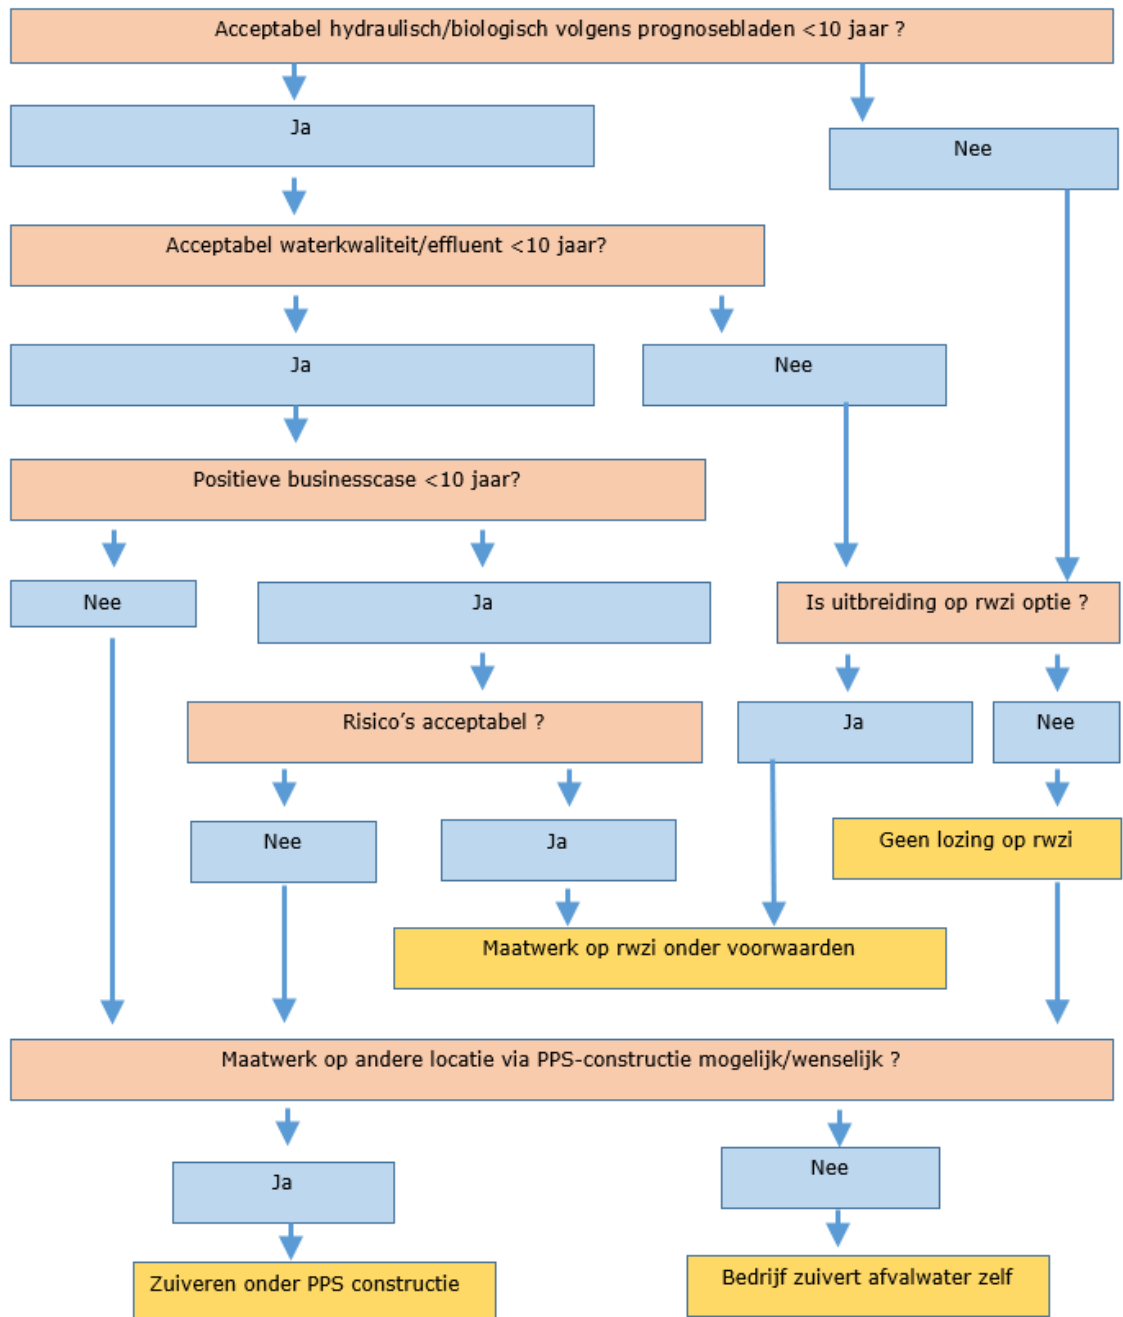 Acceptabel hydraulisch/biologisch volgens prognosebladen <10 jaar ?
Ja
Nee
Acceptabel waterkwaliteit/effluent <10 jaar?
Ja
Nee
Positieve businesscase <10 jaar?
Nee
Ja
Is uitbreiding op rwzi optie ?
Risico’s acceptabel ?
Ja
Nee
Nee
Ja
Geen lozing op rwzi
Maatwerk op rwzi onder voorwaarden
Maatwerk op andere locatie via PPS-constructie mogelijk/wenselijk ?
Ja
Nee
Zuiveren onder PPS constructie
Bedrijf zuivert afvalwater zelf